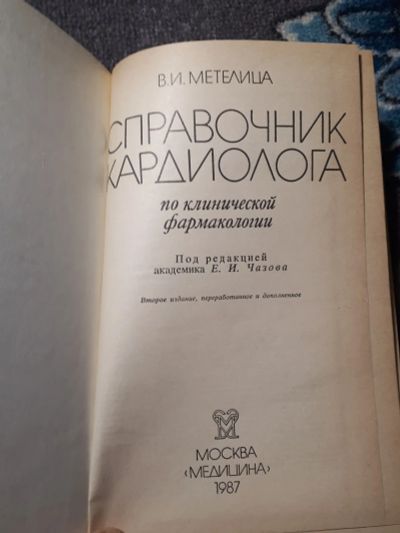 В.И. МЕТЕЛИЦА
СПРАВОЧНИК
КАРДИОЛОГА
по клинической
фармакологии
Под редакцией
академика Е. И. Чазова
Второе издание, переработанное и дополненное
МОСКВА
«МЕДИЦИНА»
1987